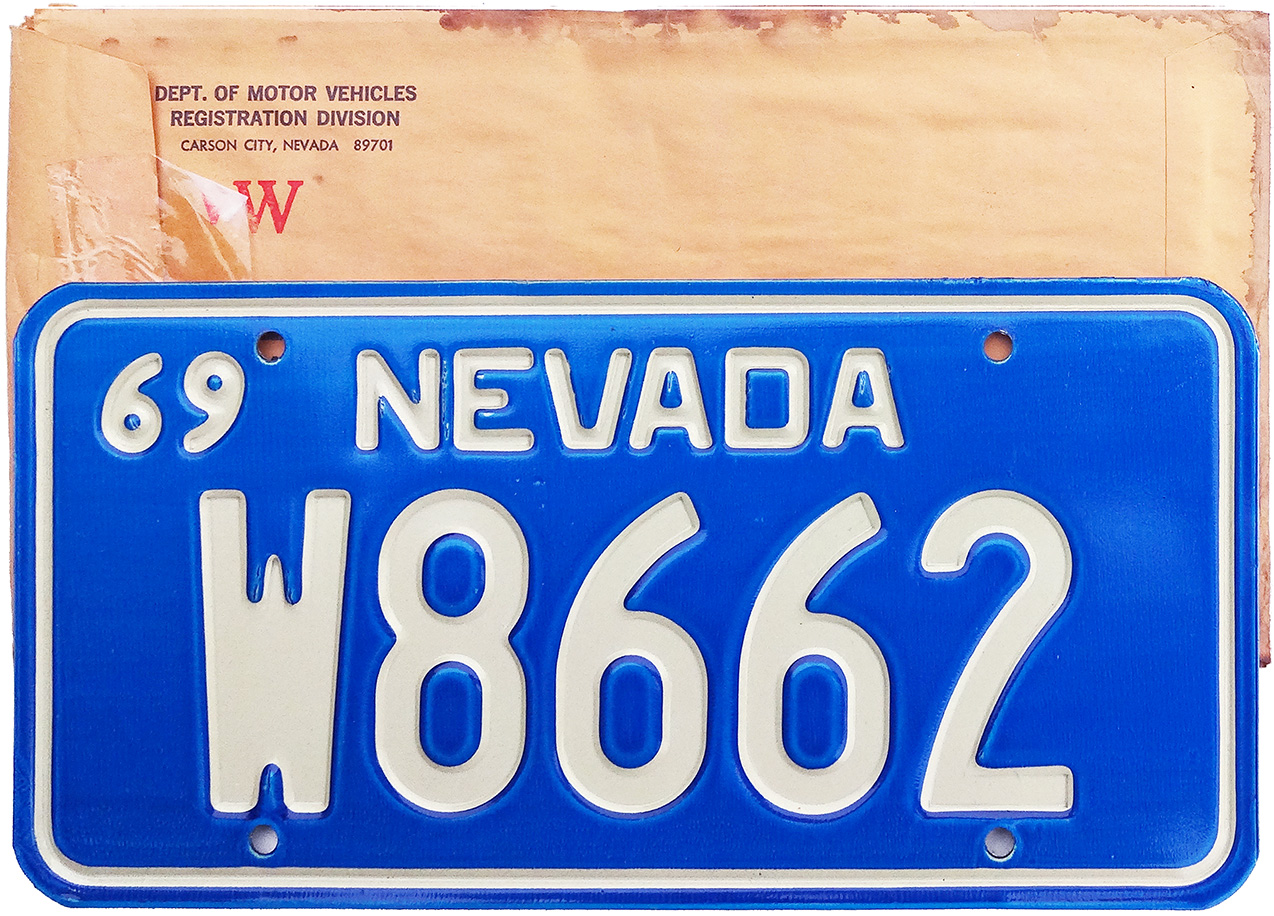 DEPT. OF MOTOR VEHICLES
REGISTRATION DIVISION
CARSON CITY, NEVADA 89701
W
69 NEVADA
W8662